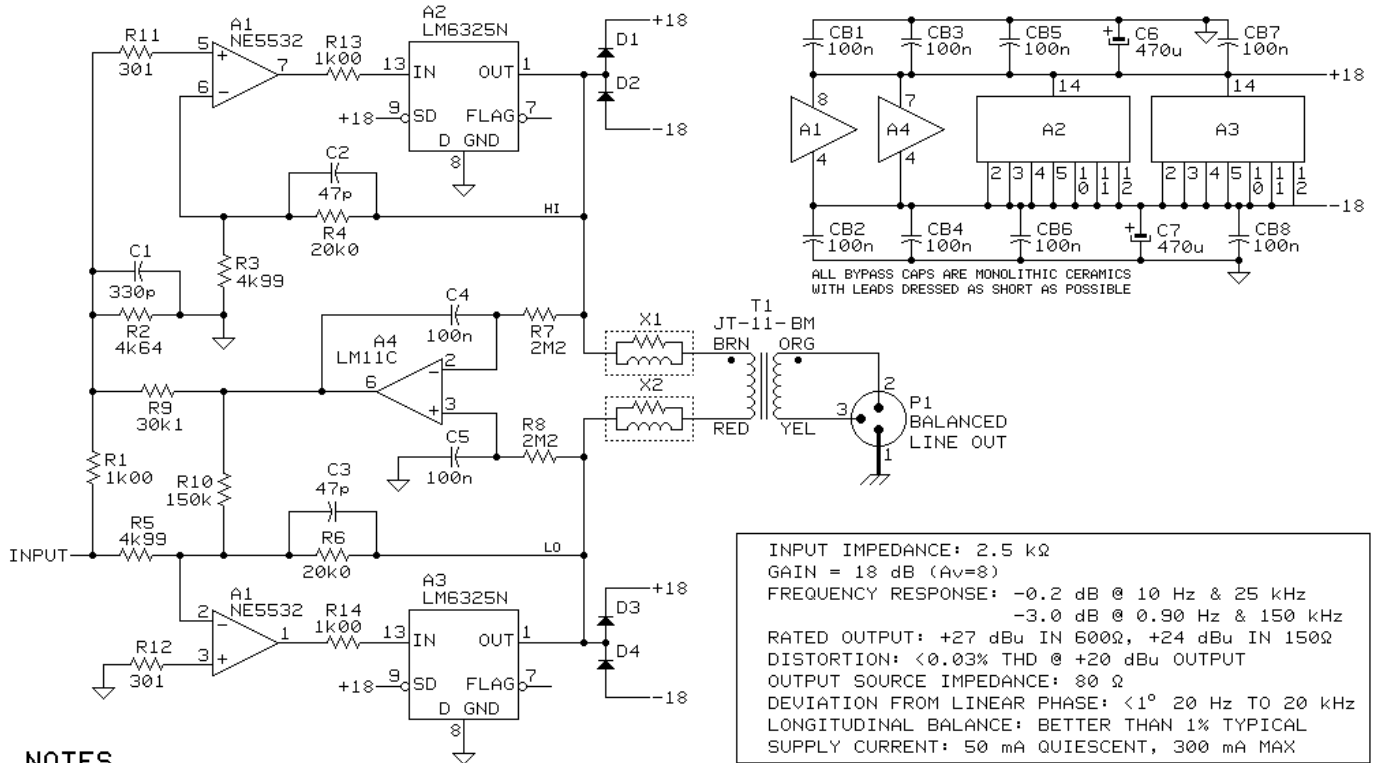 A1
NE5532
R11
301
5
+
6
-
7
R13
1k00
A2
LM6325N
13
IN
OUT
1
+18
9
SD
FLAG
7
D GND
8
+18
D1
D2
-18
C2
47p
R4
20k0
HI
C1
330p
R2
4k64
R3
4k99
A4
LM11C
6
2
-
3
+
C4
100n
R7
2M2
C5
100n
R8
2M2
R9
30k1
R1
1k00
R10
150k
INPUT
R5
4k99
C3
47p
R6
20k0
LO
X1
X2
T1
JT-11-BM
BRN
ORG
RED
YEL
2
3
1
P1
BALANCED
LINE OUT
A1
NE5532
2
-
3
+
1
R12
301
R14
1k00
A3
LM6325N
13
IN
OUT
1
+18
9
SD
FLAG
7
D GND
8
+18
D3
D4
-18
CB1
100n
CB3
100n
CB5
100n
+
C6
470u
CB7
100n
+18
8
A1
4
7
A4
4
14
A2
2 3 4 5 10 11 12
14
A3
2 3 4 5 10 11 12
-18
CB2
100n
CB4
100n
CB6
100n
+
C7
470u
CB8
100n
ALL BYPASS CAPS ARE MONOLITHIC CERAMICS
WITH LEADS DRESSED AS SHORT AS POSSIBLE
INPUT IMPEDANCE: 2.5 kΩ
GAIN = 18 dB (Av=8)
FREQUENCY RESPONSE: -0.2 dB @ 10 Hz & 25 kHz
-3.0 dB @ 0.90 Hz & 150 kHz
RATED OUTPUT: +27 dBu IN 600Ω, +24 dBu IN 150Ω
DISTORTION: <0.03% THD @ +20 dBu OUTPUT
OUTPUT SOURCE IMPEDANCE: 80 Ω
DEVIATION FROM LINEAR PHASE: <1° 20 Hz TO 20 kHz
LONGITUDINAL BALANCE: BETTER THAN 1% TYPICAL
SUPPLY CURRENT: 50 mA QUIESCENT, 300 mA MAX
NOTES